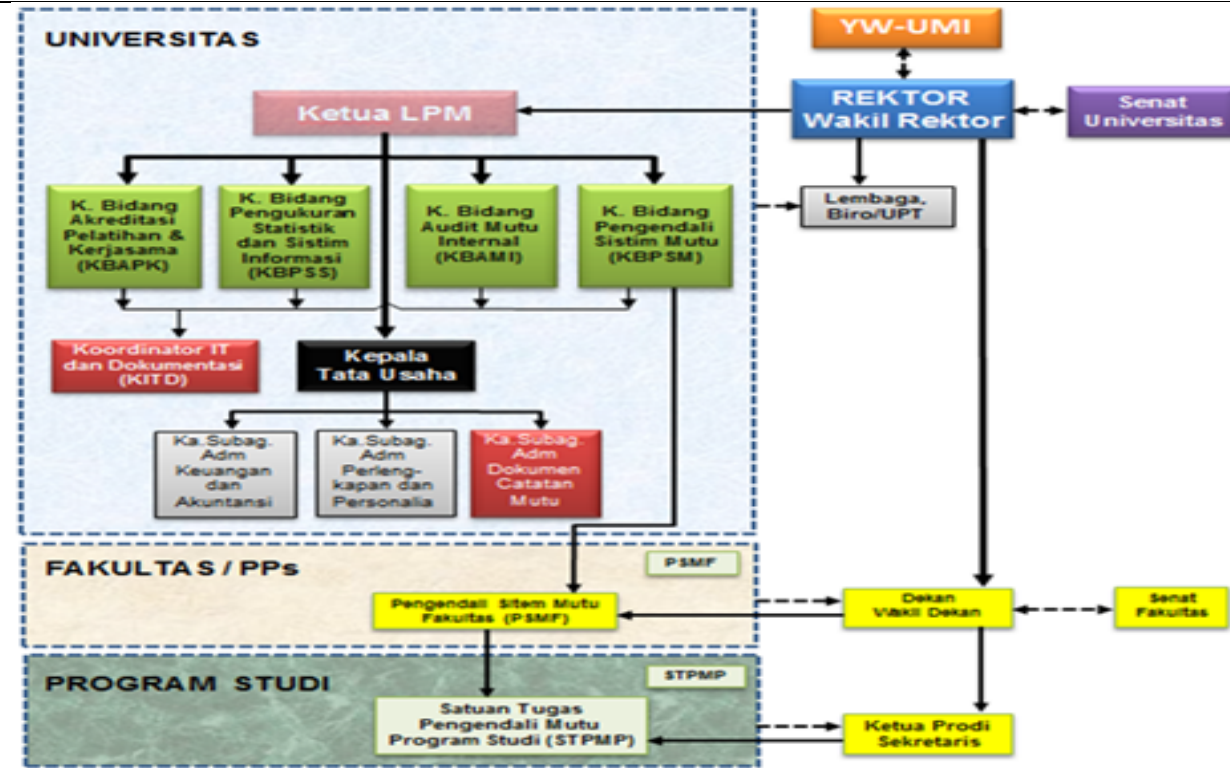 UNIVERSITAS
YW-UMI
Ketua LPM
REKTOR
Wakil Rektor
Senat
Universitas
K. Bidang
Akreditasi
Pelatihan &
Kerjasama
(KBAPK)
K. Bidang
Pengukuran
Statistik
dan Sistim
Informasi
(KBPSS)
K. Bidang
Audit Mutu
Internal
(KBAMI)
K. Bidang
Pengendali
Sistim Mutu
(KBPSM)
Lembaga,
Biro/UPT
Koordinator IT
dan Dokumentasi
(KITD)
Kepala
Tata Usaha
Ka.Subag.
Adm
Keuangan
dan
Akuntansi
Ka.Subag.
Adm
Perleng-
kapan dan
Personalia
Ka.Subag.
Adm
Dokumen
Catatan
Mutu
FAKULTAS / PPs
PSMF
Pengendali Sitem Mutu
Fakultas (PSMF)
Dekan
Wakil Dekan
Senat
Fakultas
PROGRAM STUDI
STPMP
Satuan Tugas
Pengendali Mutu
Program Studi (STPMP)
Ketua Prodi
Sekretaris